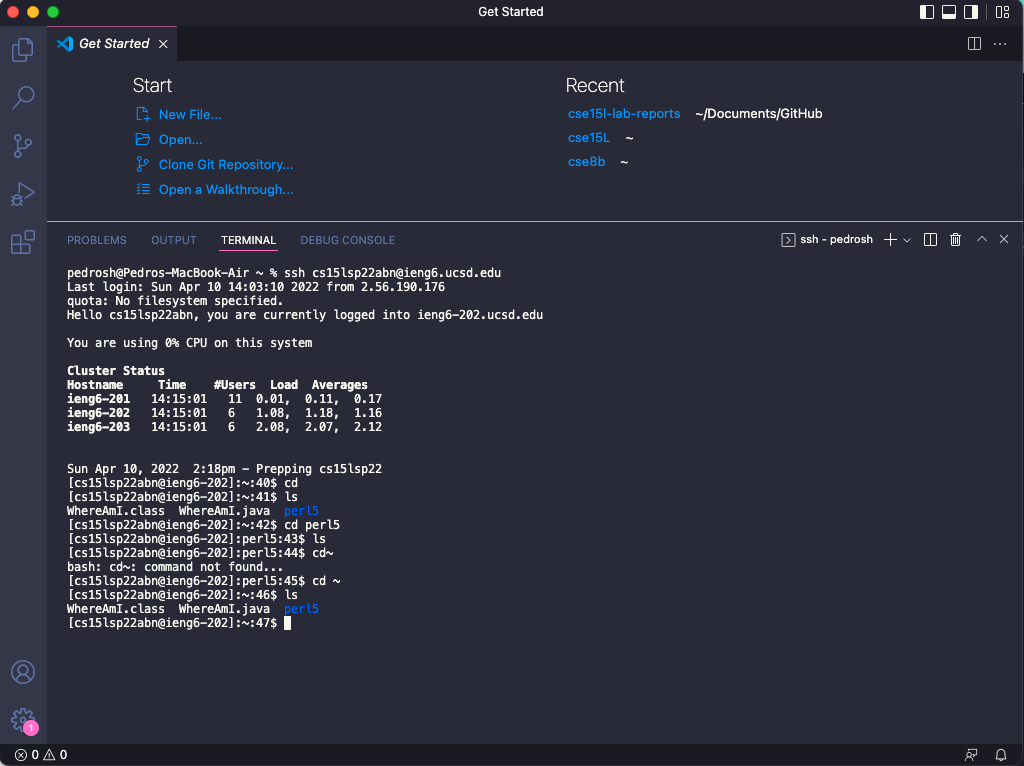 Get Started
Get Started
Start
New File...
Open...
Clone Git Repository...
Open a Walkthrough...
Recent
cse15l-lab-reports ~/Documents/GitHub
cse15L ~
cse8b ~
PROBLEMS OUTPUT TERMINAL DEBUG CONSOLE ssh - pedrosh
pedrosh@Pedros-MacBook-Air ~ % ssh cs15lsp22abn@ieng6.ucsd.edu
Last login: Sun Apr 10 14:03:10 2022 from 2.56.190.176
quota: No filesystem specified.
Hello cs15lsp22abn, you are currently logged into ieng6-202.ucsd.edu
You are using 0% CPU on this system
Cluster Status
Hostname Time #Users Load Averages
ieng6-201 14:15:01 11 0.01, 0.11, 0.17
ieng6-202 14:15:01 6 1.08, 1.18, 1.16
ieng6-203 14:15:01 6 2.08, 2.07, 2.12
Sun Apr 10, 2022 2:18pm - Prepping cs15lsp22
[cs15lsp22abn@ieng6-202]:~:40$ cd
[cs15lsp22abn@ieng6-202]:~:41$ ls
WhereAmI.class WhereAmI.java perl5
[cs15lsp22abn@ieng6-202]:~:42$ cd perl5
[cs15lsp22abn@ieng6-202]:perl5:43$ ls
[cs15lsp22abn@ieng6-202]:perl5:44$ cd~
bash: cd~: command not found...
[cs15lsp22abn@ieng6-202]:perl5:45$ cd ~
[cs15lsp22abn@ieng6-202]:~:46$ ls
WhereAmI.class WhereAmI.java perl5
[cs15lsp22abn@ieng6-202]:~:47$
1
0 0